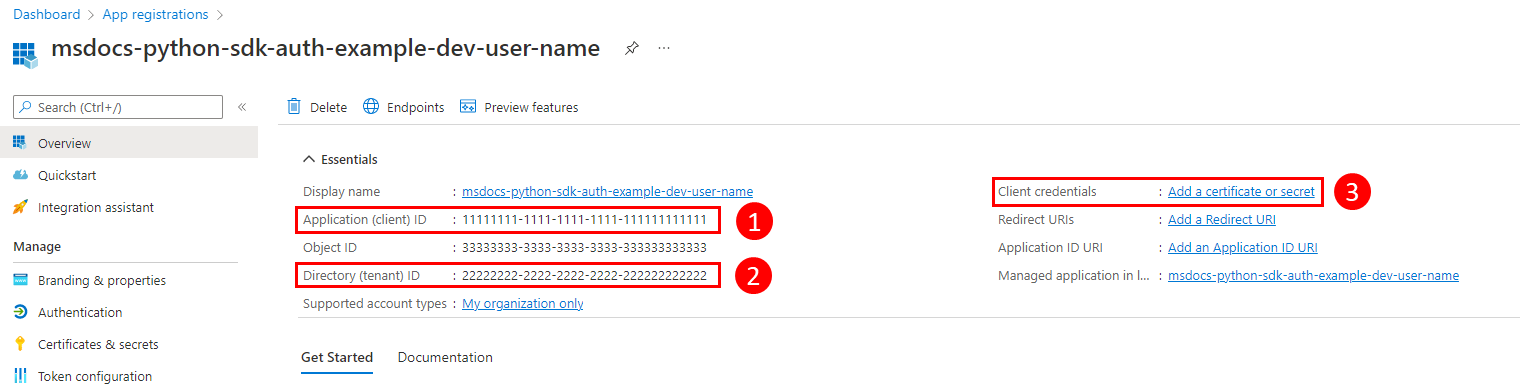 Dashboard > App registrations >
msdocs-python-sdk-auth-example-dev-user-name ...
Search (Ctrl+/) «
Delete Endpoints Preview features
Overview
Quickstart
Integration assistant
Manage
Branding & properties
Authentication
Certificates & secrets
Token configuration
Essentials
Display name : msdocs-python-sdk-auth-example-dev-user-name
Application (client) ID : 11111111-1111-1111-1111-111111111111 1
Object ID : 33333333-3333-3333-3333-333333333333
Directory (tenant) ID : 22222222-2222-2222-2222-222222222222 2
Supported account types : My organization only
Client credentials : Add a certificate or secret 3
Redirect URIs : Add a Redirect URI
Application ID URI : Add an Application ID URI
Managed application in l... : msdocs-python-sdk-auth-example-dev-user-name
Get Started Documentation